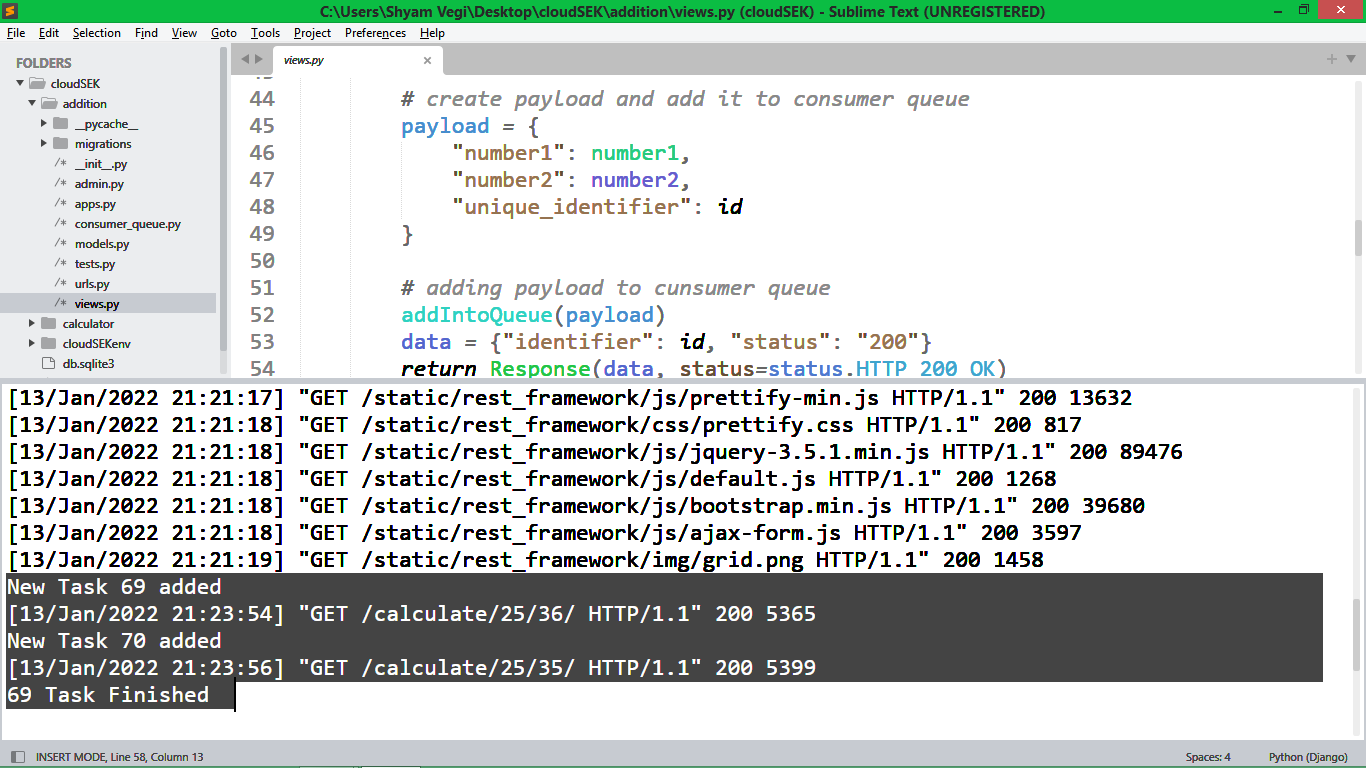 C:\Users\Shyam Vegi\Desktop\cloudSEK\addition\views.py (cloudSEK) - Sublime Text (UNREGISTERED)
File Edit Selection Find View Goto Tools Project Preferences Help
FOLDERS
cloudSEK
addition
__pycache__
migrations
/* __init__.py
/* admin.py
/* apps.py
/* consumer_queue.py
/* models.py
/* tests.py
/* urls.py
/* views.py
calculator
cloudSEKenv
db.sqlite3
views.py ×
44 # create payload and add it to consumer queue
45 payload = {
46 "number1": number1,
47 "number2": number2,
48 "unique_identifier": id
49 }
50
51 # adding payload to cunsumer queue
52 addIntoQueue(payload)
53 data = {"identifier": id, "status": "200"}
54 return Response(data, status=status.HTTP_200_OK)
[13/Jan/2022 21:21:17] "GET /static/rest_framework/js/prettify-min.js HTTP/1.1" 200 13632
[13/Jan/2022 21:21:18] "GET /static/rest_framework/css/prettify.css HTTP/1.1" 200 817
[13/Jan/2022 21:21:18] "GET /static/rest_framework/js/jquery-3.5.1.min.js HTTP/1.1" 200 89476
[13/Jan/2022 21:21:18] "GET /static/rest_framework/js/default.js HTTP/1.1" 200 1268
[13/Jan/2022 21:21:18] "GET /static/rest_framework/js/bootstrap.min.js HTTP/1.1" 200 39680
[13/Jan/2022 21:21:18] "GET /static/rest_framework/js/ajax-form.js HTTP/1.1" 200 3597
[13/Jan/2022 21:21:19] "GET /static/rest_framework/img/grid.png HTTP/1.1" 200 1458
New Task 69 added
[13/Jan/2022 21:23:54] "GET /calculate/25/36/ HTTP/1.1" 200 5365
New Task 70 added
[13/Jan/2022 21:23:56] "GET /calculate/25/35/ HTTP/1.1" 200 5399
69 Task Finished
INSERT MODE, Line 58, Column 13
Spaces: 4
Python (Django)